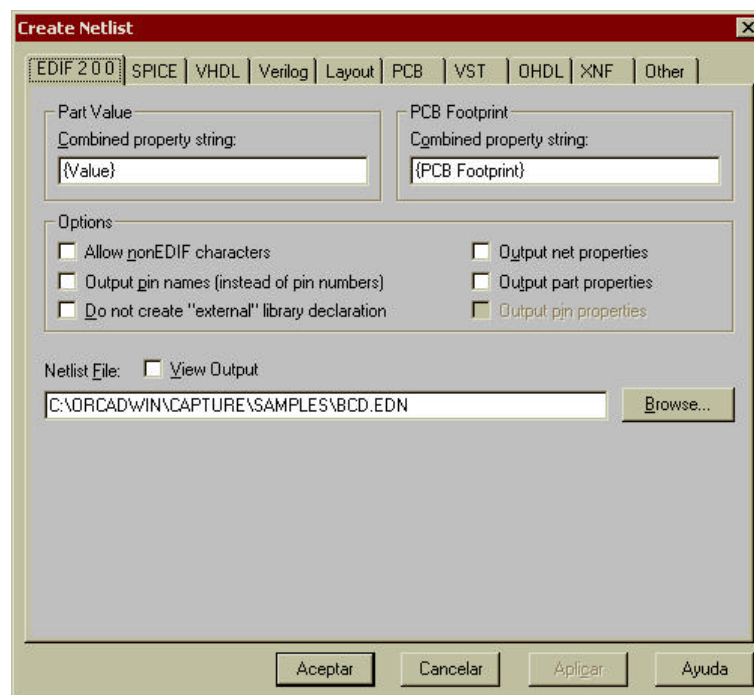 Create Netlist
EDIF 2 0 0 SPICE VHDL Verilog Layout PCB VST OHDL XNF Other
Part Value
Combined property string:
{Value}
PCB Footprint
Combined property string:
{PCB Footprint}
Options
Allow nonEDIF characters
Output pin names (instead of pin numbers)
Do not create "external" library declaration
Output net properties
Output part properties
Output pin properties
Netlist File: View Output
C:\ORCADWIN\CAPTURE\SAMPLES\BCD.EDN
Browse...
Aceptar Cancelar Aplicar Ayuda